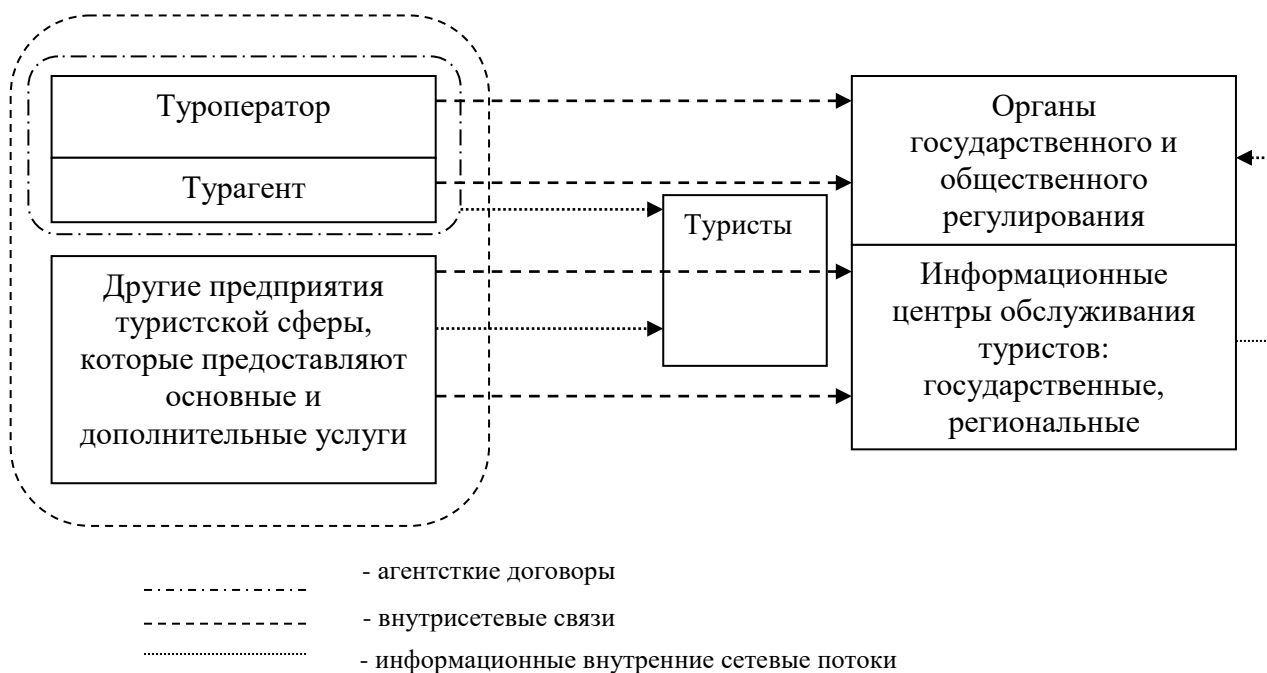 Туроператор
Турагент
Другие предприятия
туристской сферы,
которые предоставляют
основные и
дополнительные услуги
Туристы
Органы
государственного и
общественного
регулирования
Информационные
центры обслуживания
туристов:
государственные,
региональные
- агентсткие договоры
- внутрисетевые связи
- информационные внутренние сетевые потоки